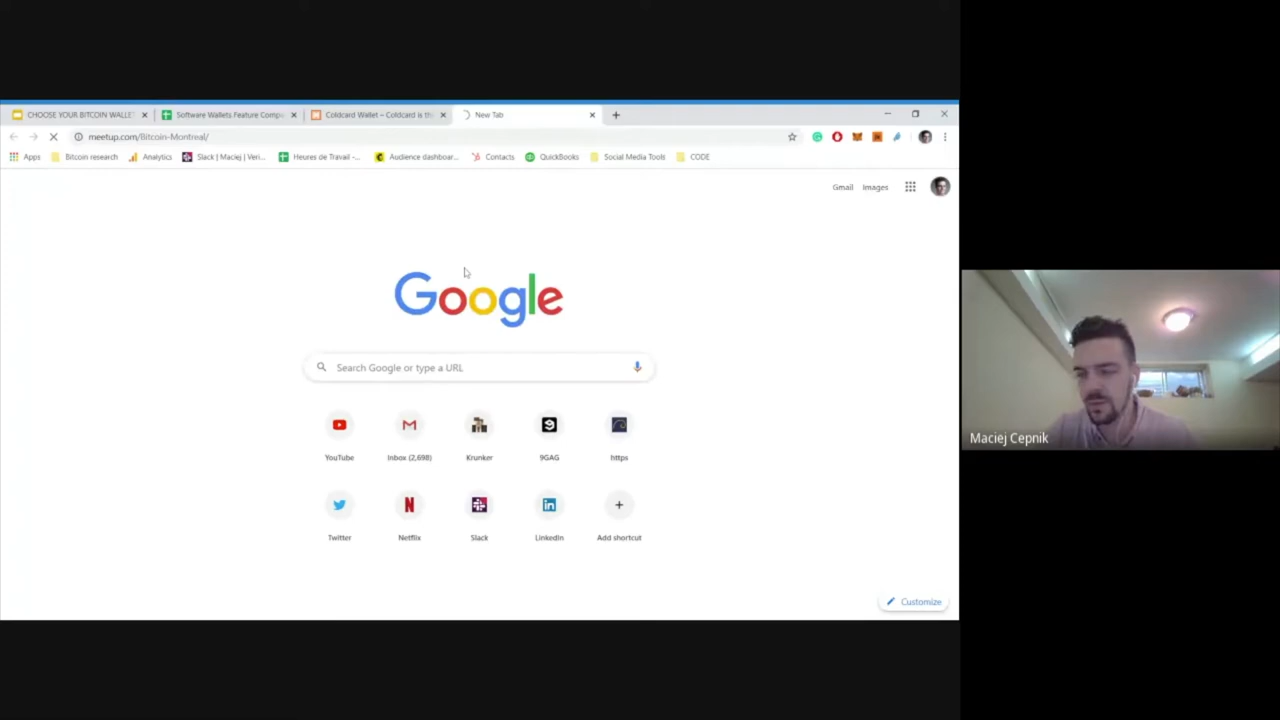 CHOOSE YOUR BITCOIN WALLET
Software Wallets Feature Comp
Coldcard Wallet – Coldcard is th
New Tab
meetup.com/Bitcoin-Montreal/
Apps
Bitcoin research
Analytics
Slack | Maciej | Veri...
Heures de Travail -...
Audience dashboar...
Contacts
QuickBooks
Social Media Tools
CODE
Gmail
Images
Google
Search Google or type a URL
YouTube
Inbox (2,698)
Krunker
9GAG
https
Twitter
Netflix
Slack
LinkedIn
Add shortcut
Customize
Maciej Cepnik